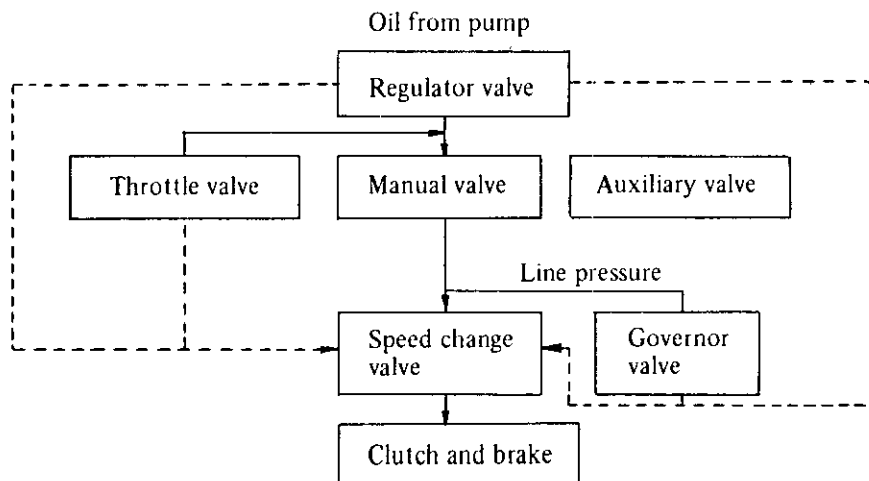 Oil from pump
Regulator valve
Throttle valve
Manual valve
Auxiliary valve
Line pressure
Speed change
valve
Governor
valve
Clutch and brake